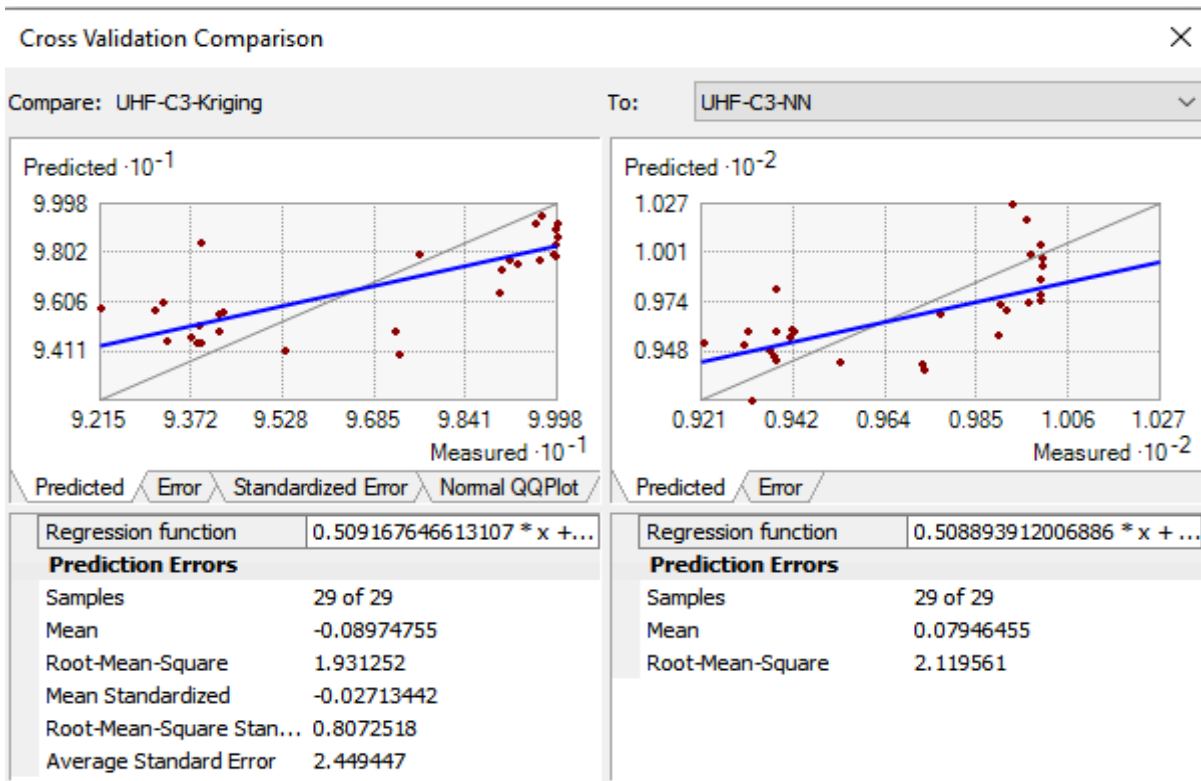 Cross Validation Comparison
Compare: UHF-C3-Kriging
To: UHF-C3-NN
Predicted ·10-1
9.998
9.802
9.606
9.411
9.215 9.372 9.528 9.685 9.841 9.998
Measured ·10-1
Predicted Error Standardized Error Normal QQPlot
Regression function 0.509167646613107 * x +...
Prediction Errors
Samples 29 of 29
Mean -0.08974755
Root-Mean-Square 1.931252
Mean Standardized -0.02713442
Root-Mean-Square Stan... 0.8072518
Average Standard Error 2.449447
Predicted ·10-2
1.027
1.001
0.974
0.948
0.921 0.942 0.964 0.985 1.006 1.027
Measured ·10-2
Predicted Error
Regression function 0.508893912006886 * x + ...
Prediction Errors
Samples 29 of 29
Mean 0.07946455
Root-Mean-Square 2.119561